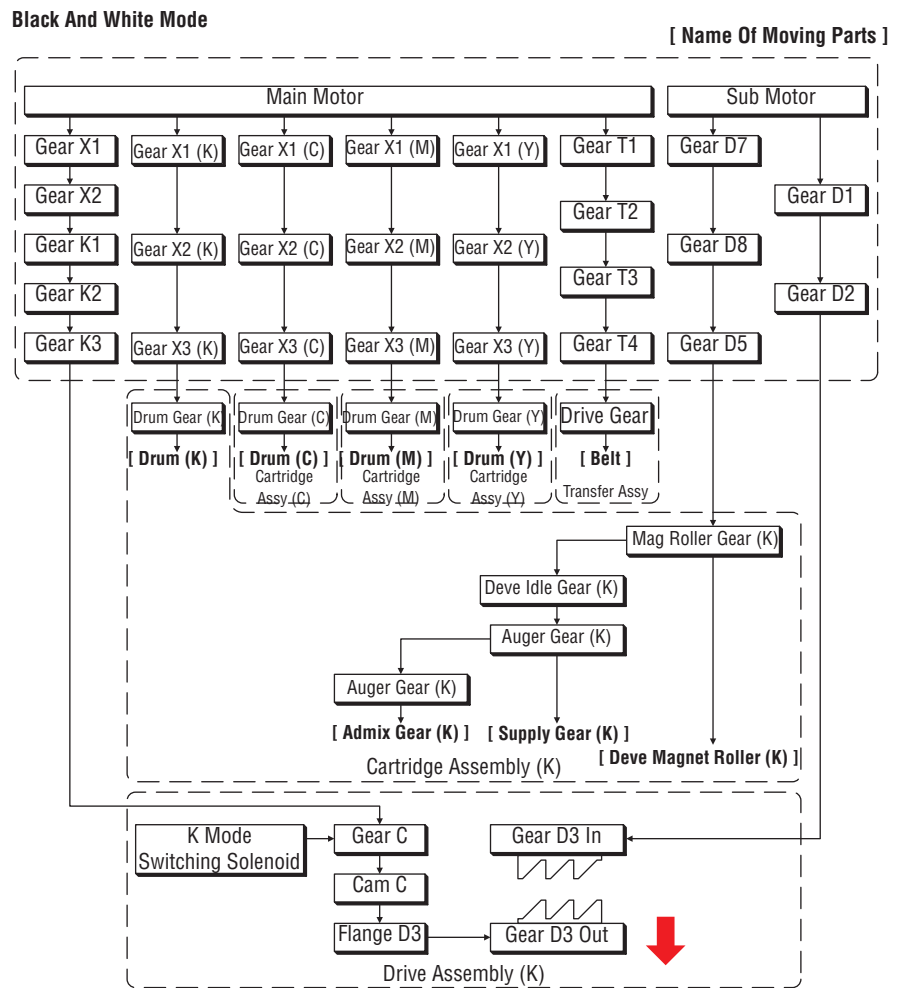 Black And White Mode
[ Name Of Moving Parts ]
Main Motor
Sub Motor
Gear X1
Gear X1 (K)
Gear X1 (C)
Gear X1 (M)
Gear X1 (Y)
Gear T1
Gear D7
Gear X2
Gear T2
Gear D1
Gear K1
Gear X2 (K)
Gear X2 (C)
Gear X2 (M)
Gear X2 (Y)
Gear D8
Gear K2
Gear T3
Gear D2
Gear K3
Gear X3 (K)
Gear X3 (C)
Gear X3 (M)
Gear X3 (Y)
Gear T4
Gear D5
Drum Gear (K)
Drum Gear (C)
Drum Gear (M)
Drum Gear (Y)
Drive Gear
[ Drum (K) ]
[ Drum (C) ]
[ Drum (M) ]
[ Drum (Y) ]
[ Belt ]
Cartridge
Assy (C)
Cartridge
Assy (M)
Cartridge
Assy (Y)
Transfer Assy
Mag Roller Gear (K)
Deve Idle Gear (K)
Auger Gear (K)
Auger Gear (K)
[ Admix Gear (K) ]
[ Supply Gear (K) ]
[ Deve Magnet Roller (K) ]
Cartridge Assembly (K)
K Mode
Switching Solenoid
Gear C
Gear D3 In
Cam C
Flange D3
Gear D3 Out
Drive Assembly (K)